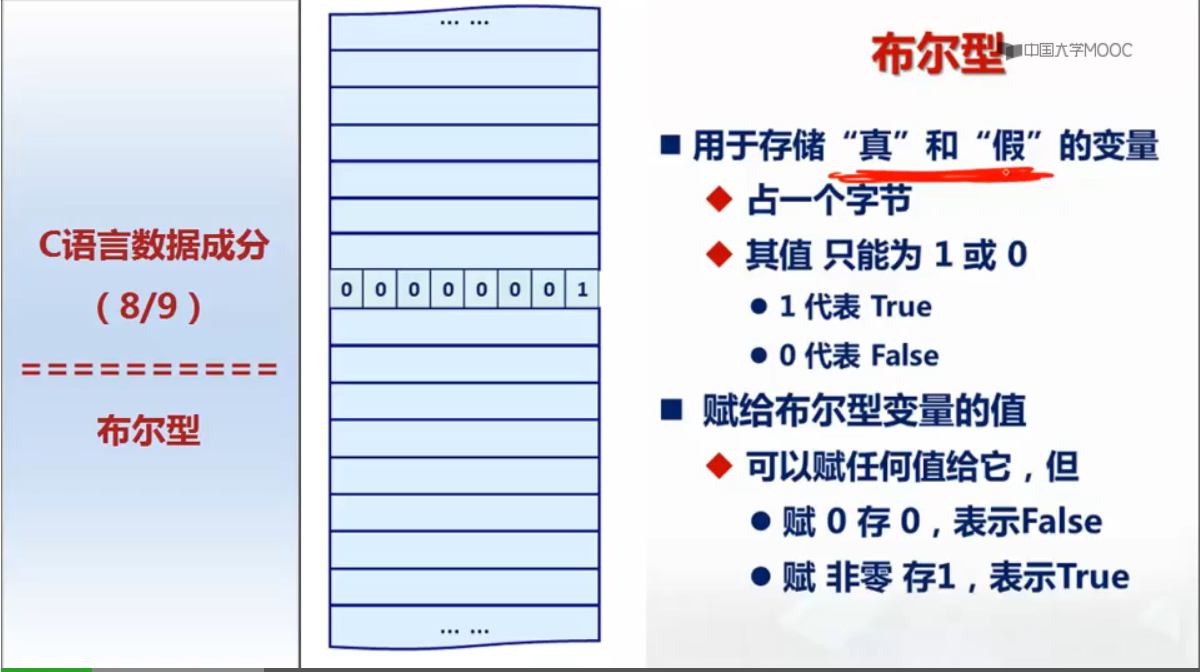 C语言数据成分
（8/9）
==========
布尔型
... ...
0 0 0 0 0 0 0 1
... ...
布尔型
中国大学MOOC
用于存储“真”和“假”的变量
占一个字节
其值 只能为 1 或 0
1 代表 True
0 代表 False
赋给布尔型变量的值
可以赋任何值给它，但
赋 0 存 0，表示False
赋 非零 存1，表示True